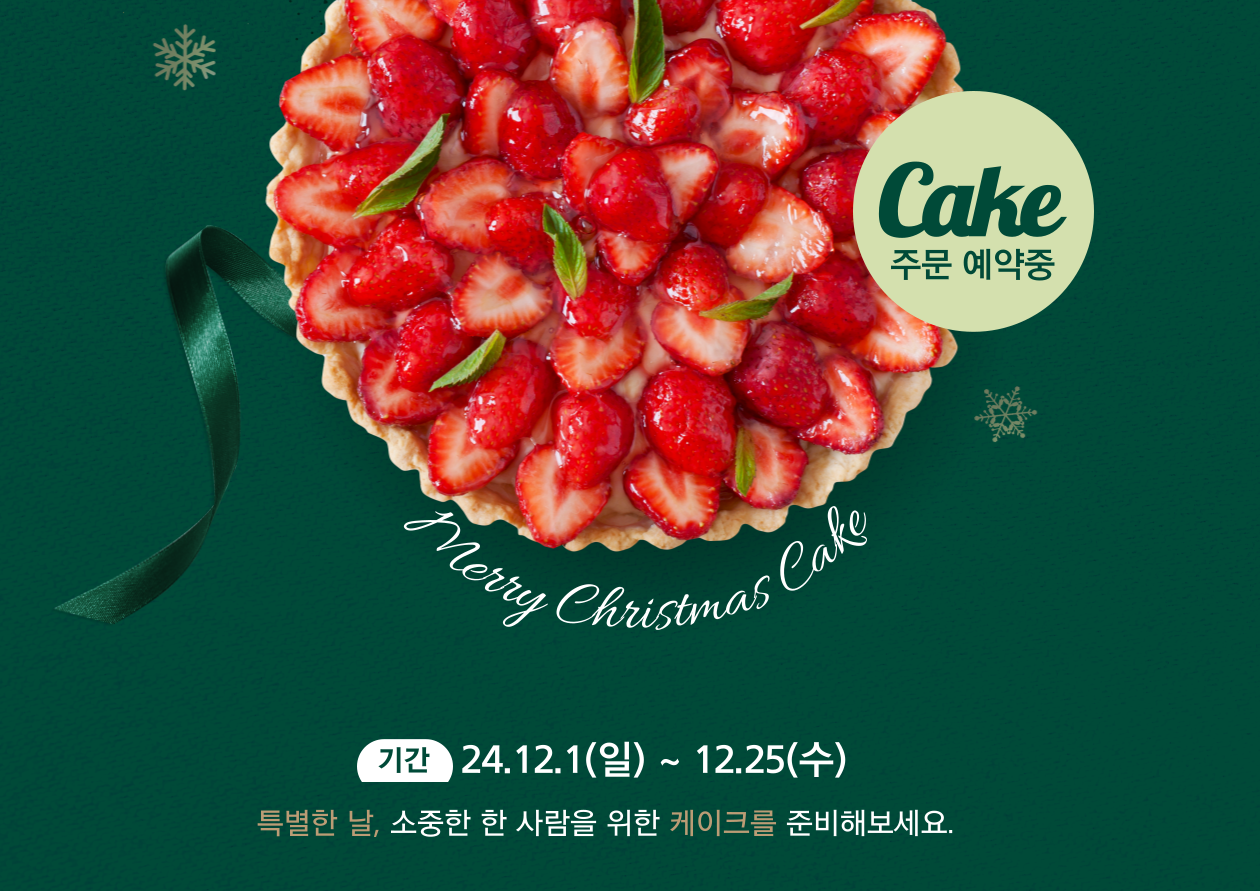 Cake
주문 예약중
Merry Christmas Cake
기간 24.12.1(일) ~ 12.25(수)
특별한 날, 소중한 한 사람을 위한 케이크를 준비해보세요.